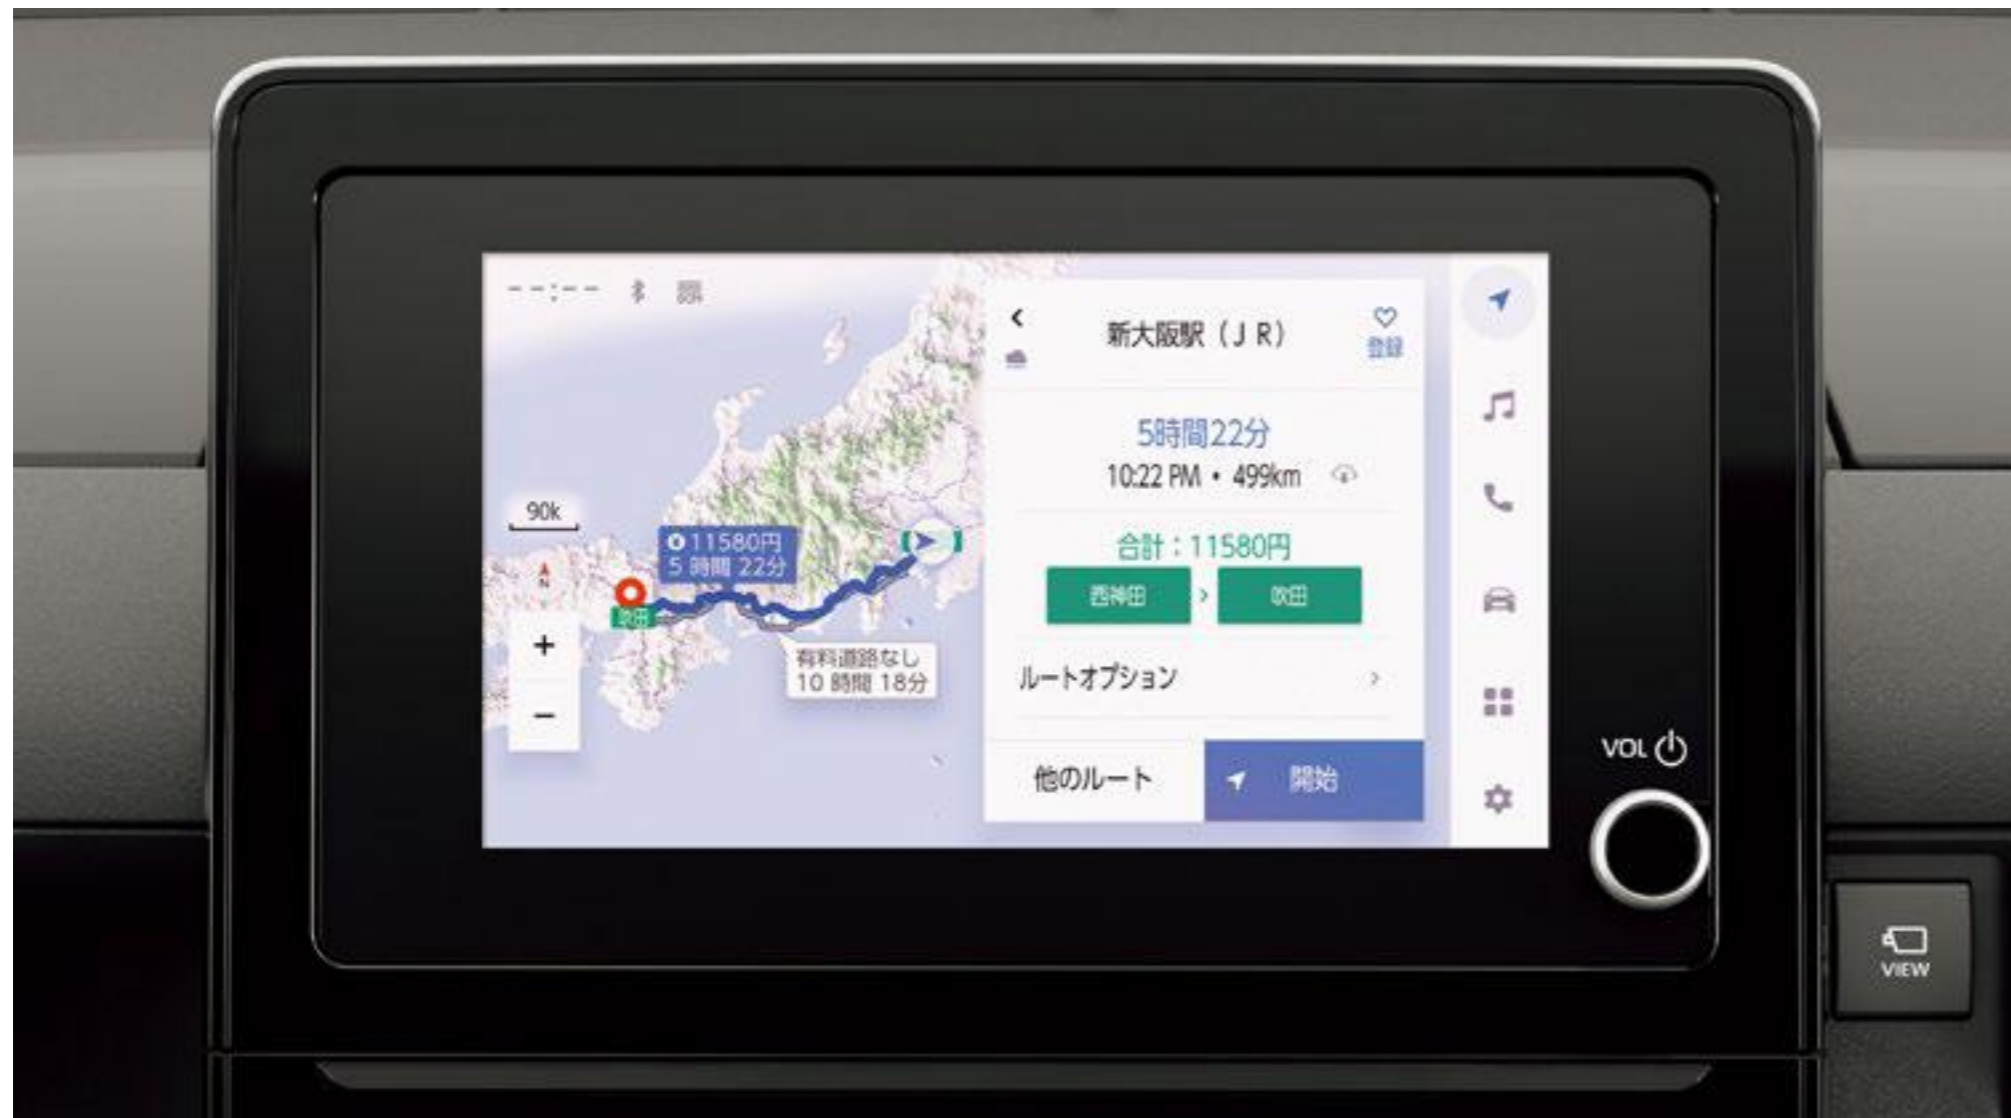 --:--
90k
N
11580円
5 時間 22分
吹田
有料道路なし
10 時間 18分
+
−
新大阪駅（ＪＲ）
登録
5時間22分
10:22 PM • 499km
合計：11580円
西神田 › 吹田
ルートオプション
他のルート
開始
VOL
VIEW